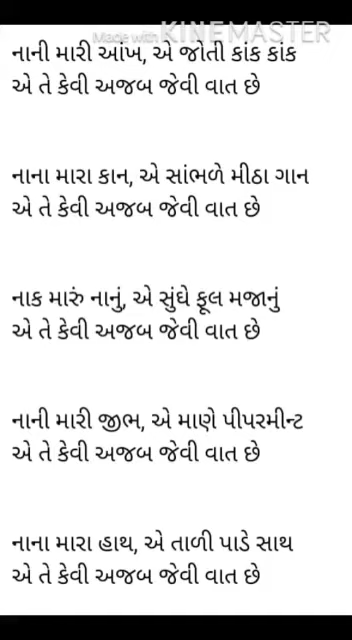 Made with KINEMASTER
નાની મારી આંખ, એ જોતી કાંક કાંક
એ તે કેવી અજબ જેવી વાત છે
નાના મારા કાન, એ સાંભળે મીઠા ગાન
એ તે કેવી અજબ જેવી વાત છે
નાક મારું નાનું, એ સુંઘે ફૂલ મજાનું
એ તે કેવી અજબ જેવી વાત છે
નાની મારી જીભ, એ માણે પીપરમીન્ટ
એ તે કેવી અજબ જેવી વાત છે
નાના મારા હાથ, એ તાળી પાડે સાથ
એ તે કેવી અજબ જેવી વાત છે